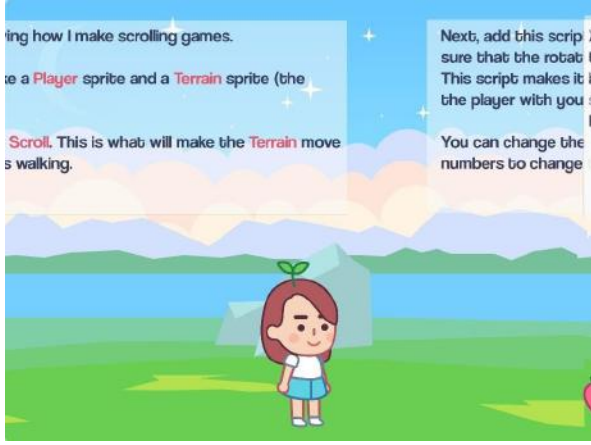 ing how I make scrolling games.
ke a Player sprite and a Terrain sprite (the
Scroll. This is what will make the Terrain move
s walking.
Next, add this scrip
sure that the rotat
This script makes it
the player with you
You can change the
numbers to change